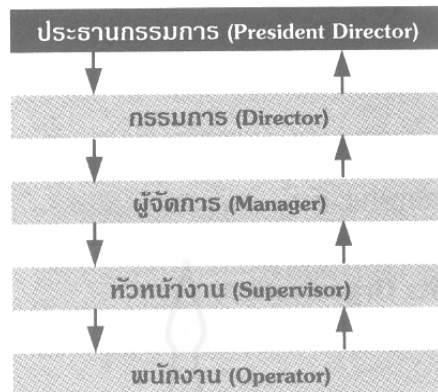 ประธานกรรมการ (President Director)
กรรมการ (Director)
ผู้จัดการ (Manager)
หัวหน้างาน (Supervisor)
พนักงาน (Operator)